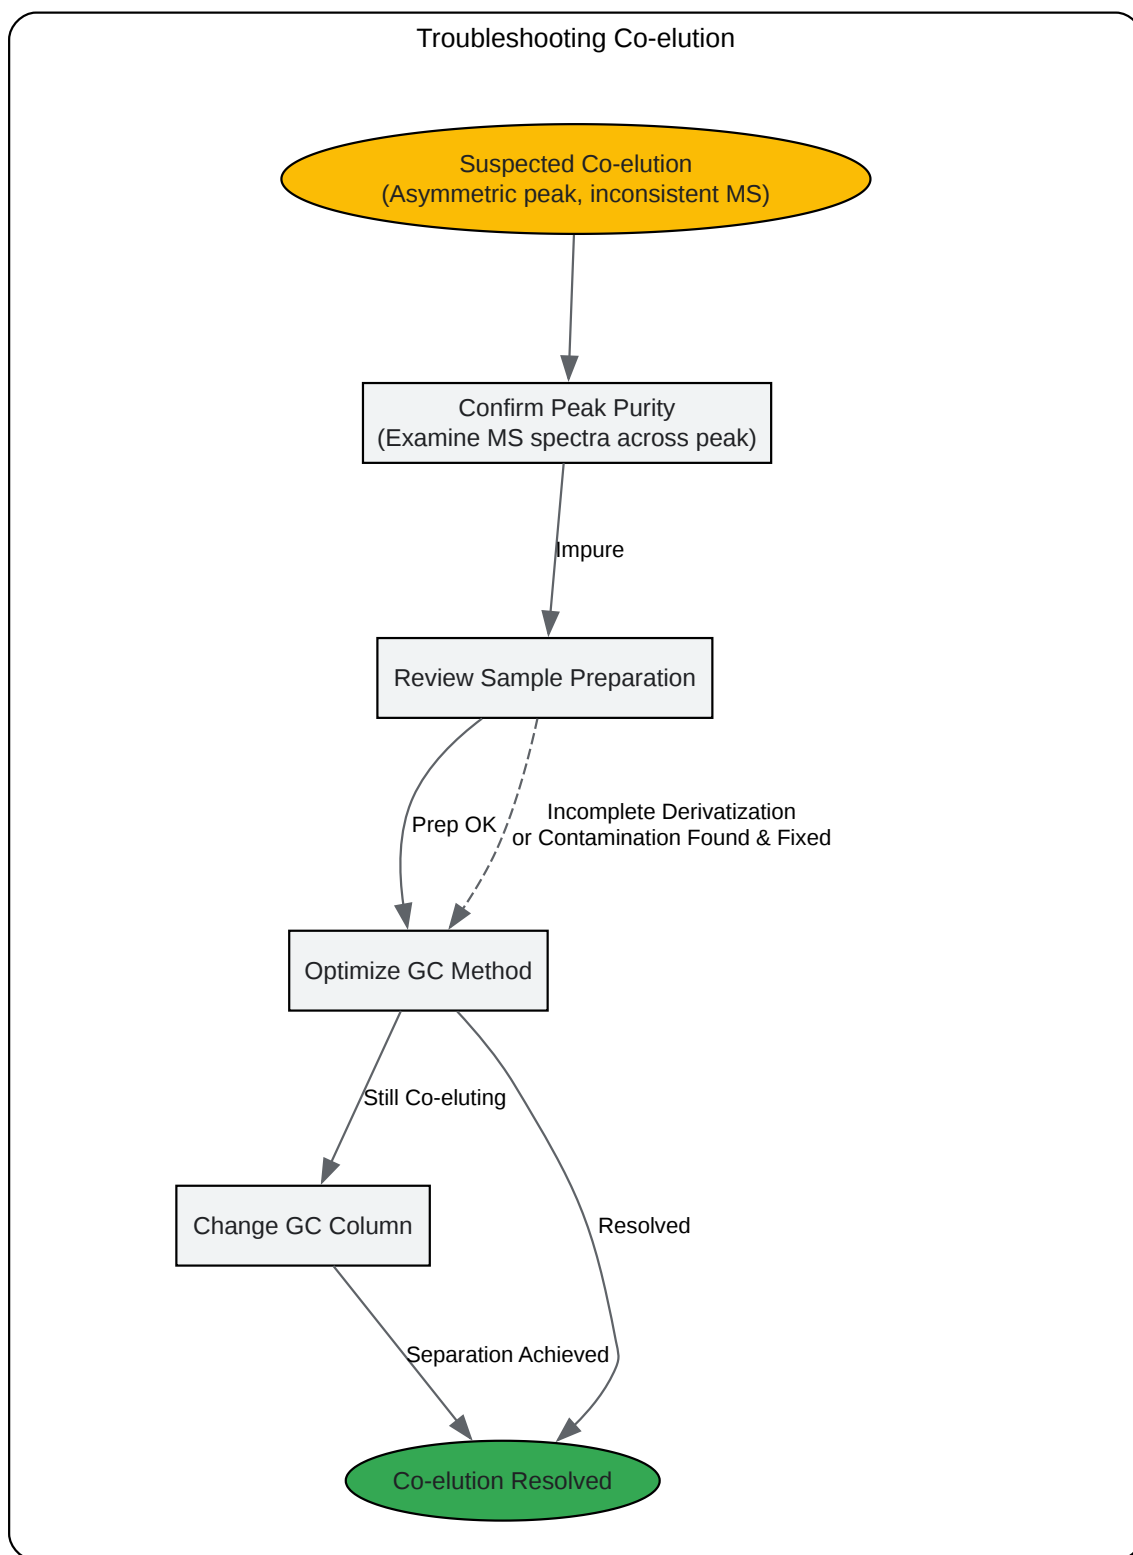 Troubleshooting Co-elution
Suspected Co-elution
(Asymmetric peak, inconsistent MS)
Confirm Peak Purity
(Examine MS spectra across peak)
Impure
Review Sample Preparation
Prep OK
Incomplete Derivatization
or Contamination Found & Fixed
Optimize GC Method
Still Co-eluting
Change GC Column
Resolved
Separation Achieved
Co-elution Resolved